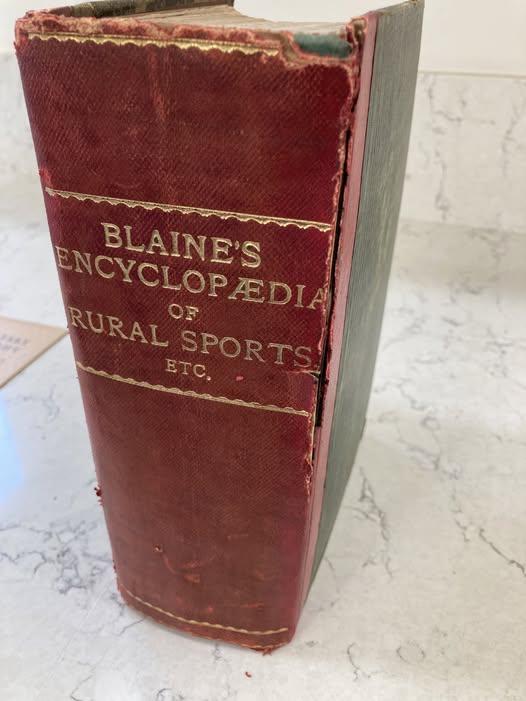 BLAINE'S
ENCYCLOPÆDIA
OF
RURAL SPORTS
ETC.